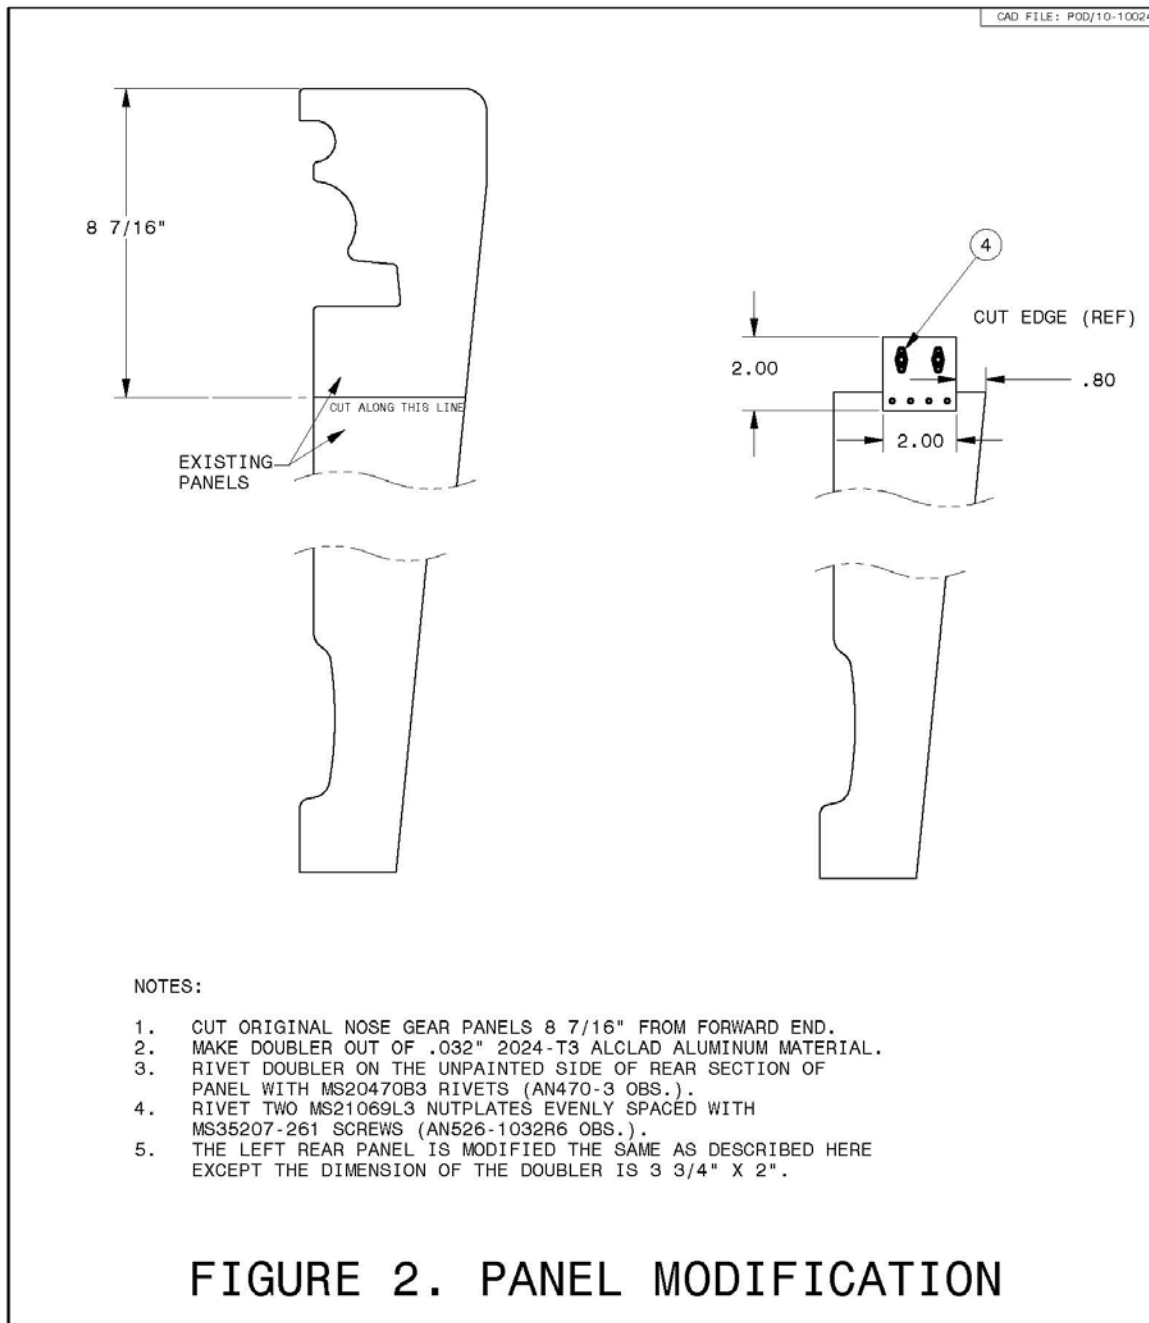 CAD FILE: POD/10-10024
8 7/16"
4
CUT EDGE (REF)
2.00
.80
CUT ALONG THIS LINE
2.00
EXISTING
PANELS
NOTES:
1. CUT ORIGINAL NOSE GEAR PANELS 8 7/16" FROM FORWARD END.
2. MAKE DOUBLER OUT OF .032" 2024-T3 ALCLAD ALUMINUM MATERIAL.
3. RIVET DOUBLER ON THE UNPAINTED SIDE OF REAR SECTION OF
PANEL WITH MS20470B3 RIVETS (AN470-3 OBS.).
4. RIVET TWO MS21069L3 NUTPLATES EVENLY SPACED WITH
MS35207-261 SCREWS (AN526-1032R6 OBS.).
5. THE LEFT REAR PANEL IS MODIFIED THE SAME AS DESCRIBED HERE
EXCEPT THE DIMENSION OF THE DOUBLER IS 3 3/4" X 2".
FIGURE 2. PANEL MODIFICATION